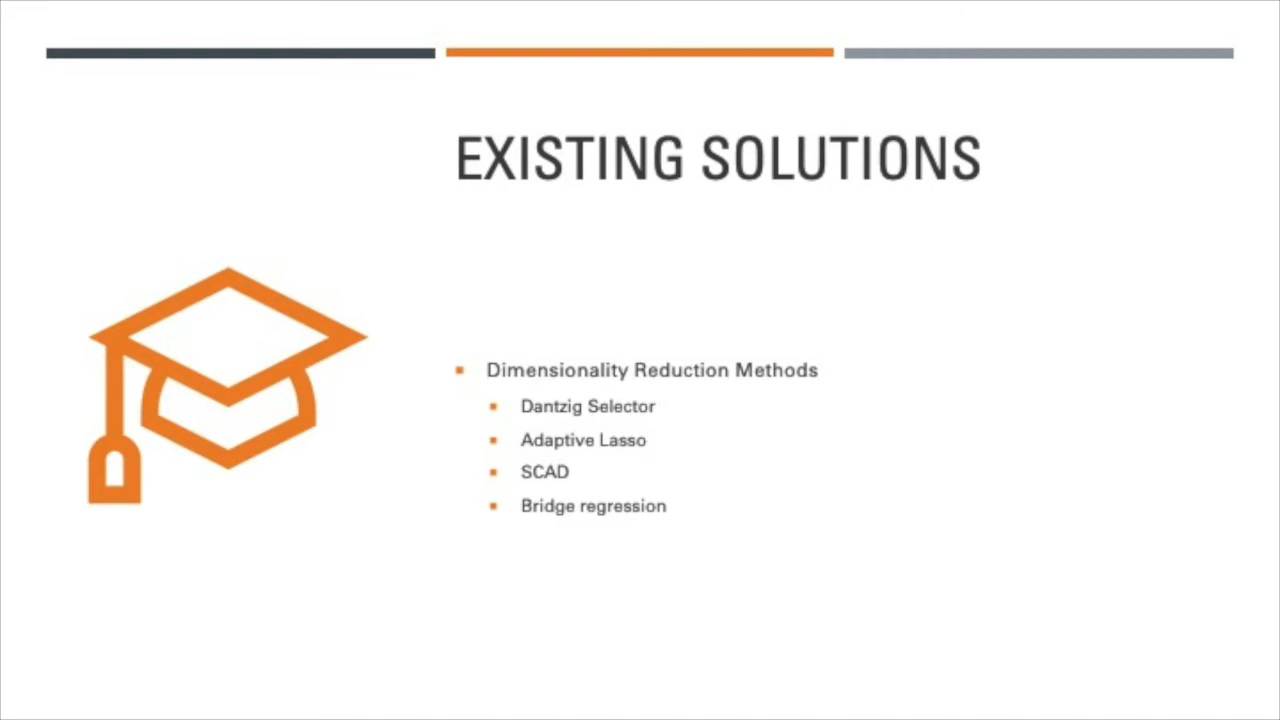 EXISTING SOLUTIONS
Dimensionality Reduction Methods
Dantzig Selector
Adaptive Lasso
SCAD
Bridge regression